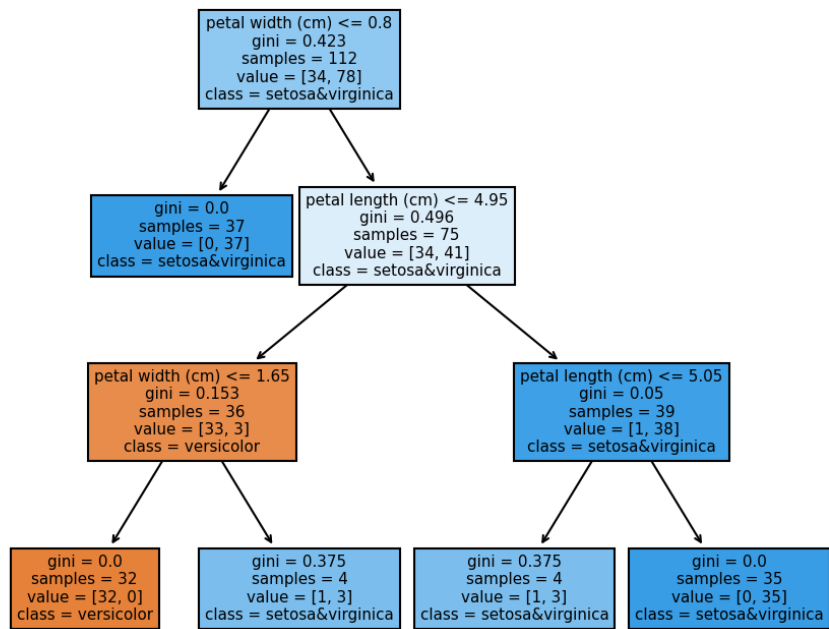 petal width (cm) <= 0.8
gini = 0.423
samples = 112
value = [34, 78]
class = setosa&virginica
gini = 0.0
samples = 37
value = [0, 37]
class = setosa&virginica
petal length (cm) <= 4.95
gini = 0.496
samples = 75
value = [34, 41]
class = setosa&virginica
petal width (cm) <= 1.65
gini = 0.153
samples = 36
value = [33, 3]
class = versicolor
petal length (cm) <= 5.05
gini = 0.05
samples = 39
value = [1, 38]
class = setosa&virginica
gini = 0.0
samples = 32
value = [32, 0]
class = versicolor
gini = 0.375
samples = 4
value = [1, 3]
class = setosa&virginica
gini = 0.375
samples = 4
value = [1, 3]
class = setosa&virginica
gini = 0.0
samples = 35
value = [0, 35]
class = setosa&virginica